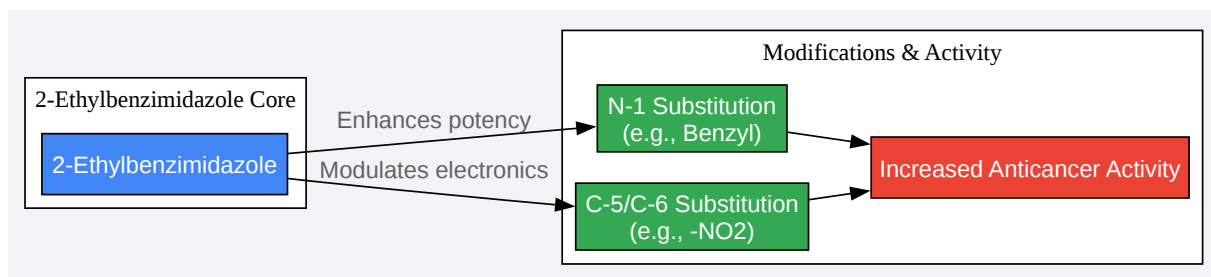 Modifications & Activity
2-Ethylbenzimidazole Core
2-Ethylbenzimidazole
Enhances potency
Modulates electronics
N-1 Substitution
(e.g., Benzyl)
C-5/C-6 Substitution
(e.g., -NO2)
Increased Anticancer Activity